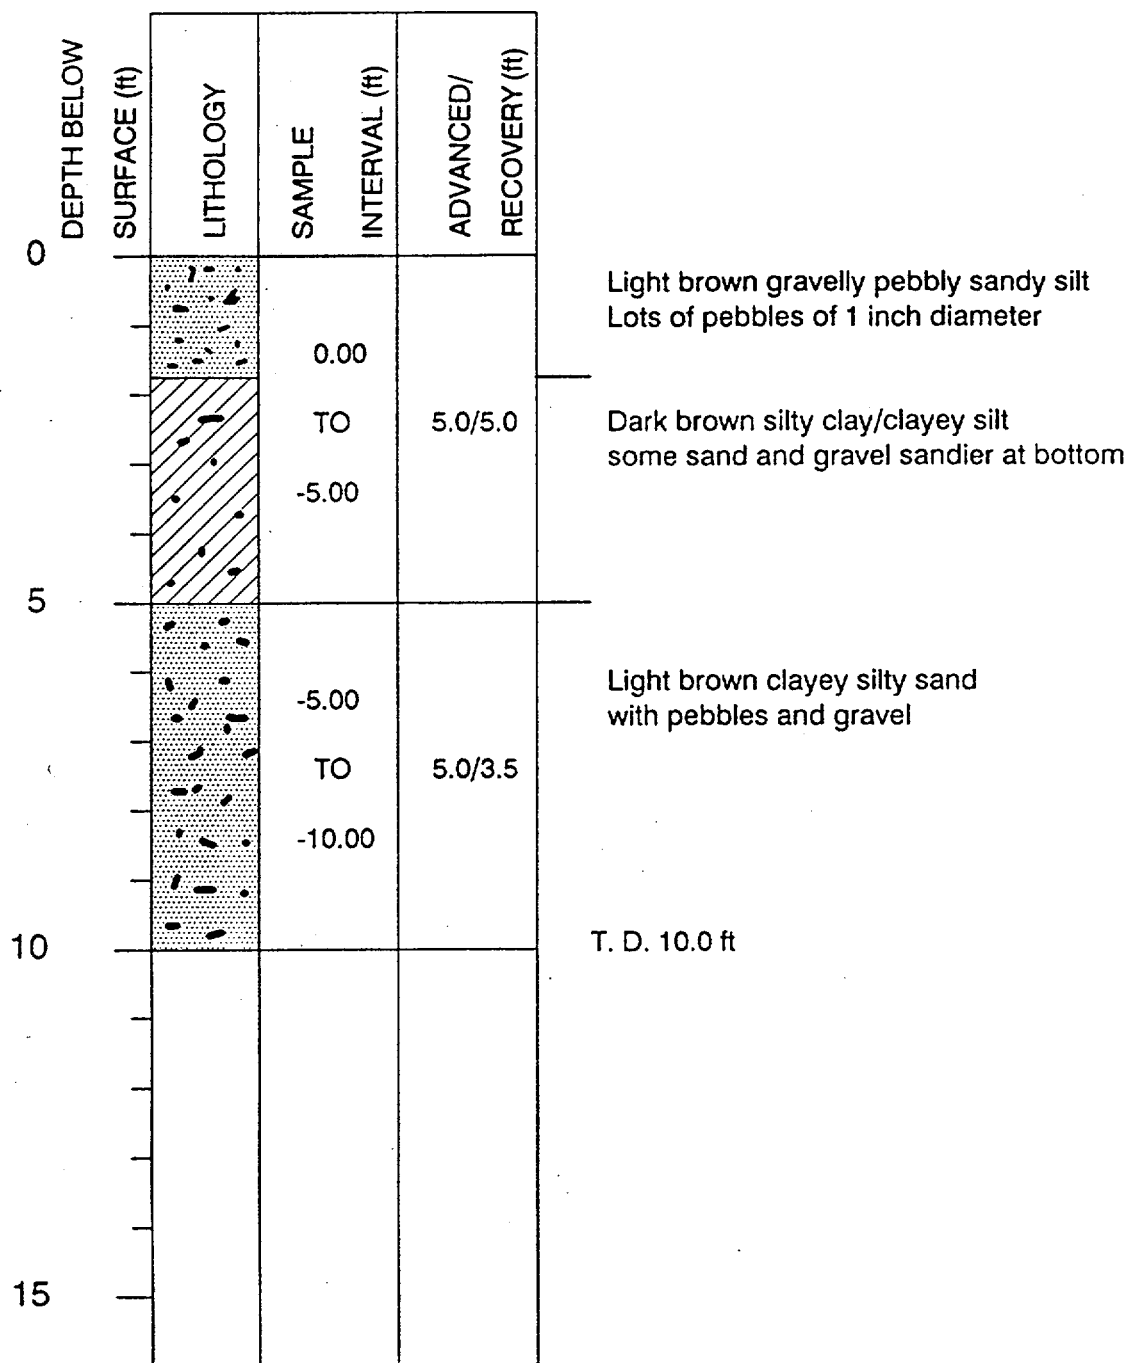 DEPTH BELOW
SURFACE (ft)
LITHOLOGY
SAMPLE
INTERVAL (ft)
ADVANCED/
RECOVERY (ft)
0
Light brown gravelly pebbly sandy silt
Lots of pebbles of 1 inch diameter
0.00
TO
-5.00
5.0/5.0
Dark brown silty clay/clayey silt
some sand and gravel sandier at bottom
5
-5.00
TO
-10.00
5.0/3.5
Light brown clayey silty sand
with pebbles and gravel
10
T. D. 10.0 ft
15